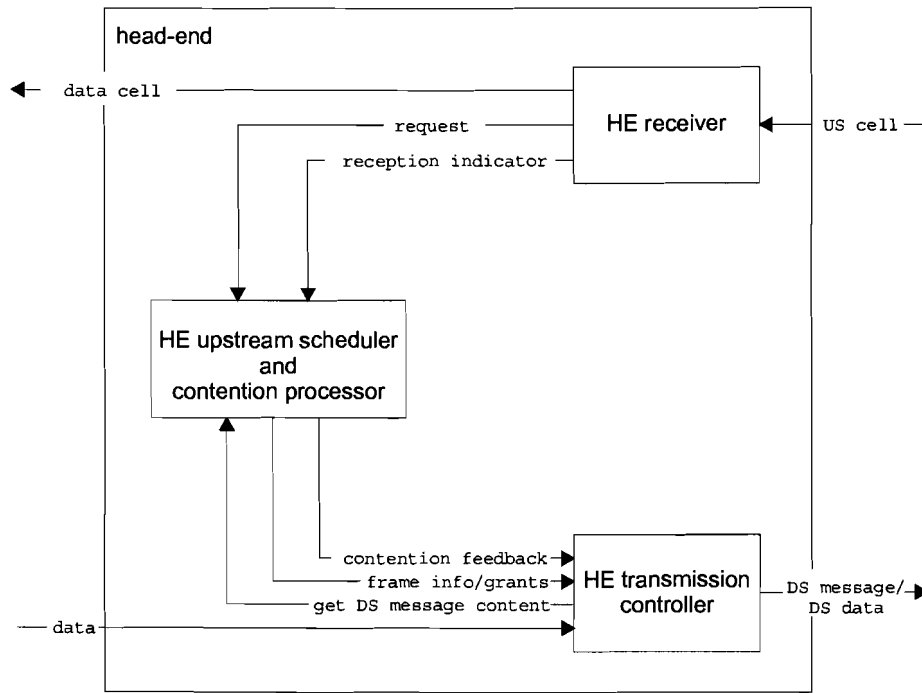 head-end
data cell
HE receiver
US cell
request
reception indicator
HE upstream scheduler
and
contention processor
contention feedback
frame info/grants
get DS message content
data
HE transmission
controller
DS message/
DS data